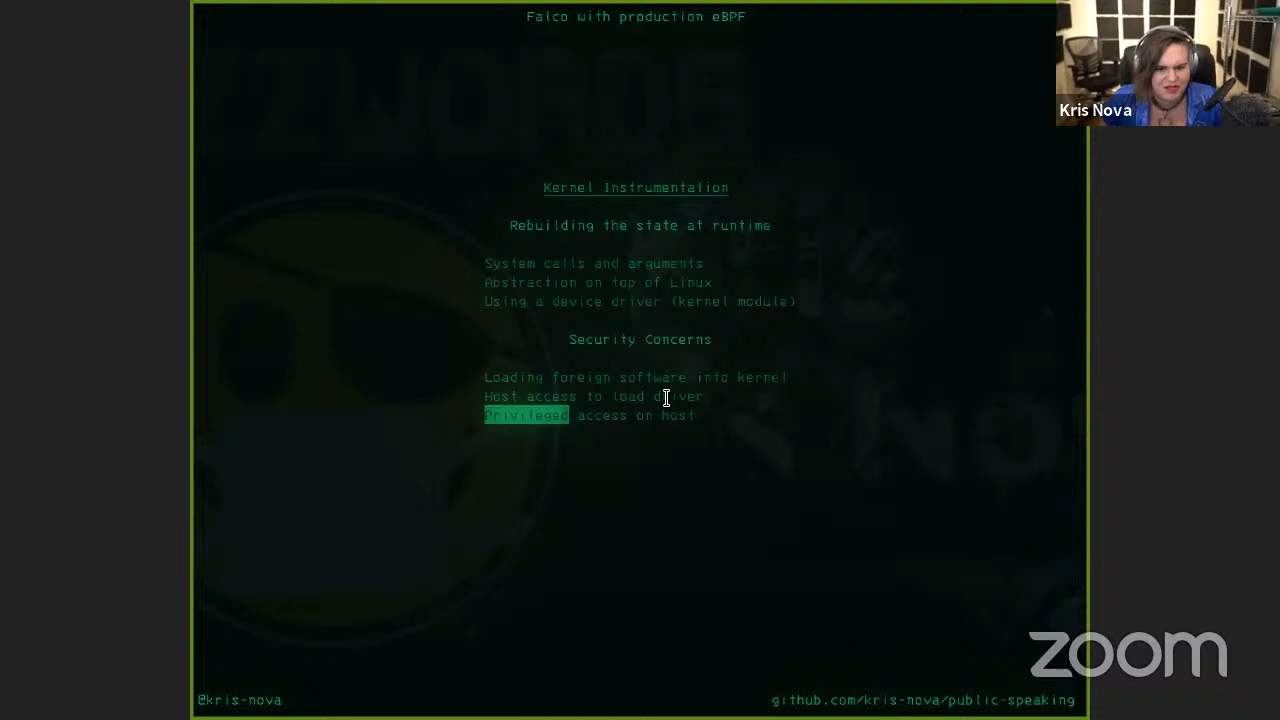 Falco with production eBPF
Kris Nova
Kernel Instrumentation
Rebuilding the state at runtime
System calls and arguments
Abstraction on top of Linux
Using a device driver (kernel module)
Security Concerns
Loading foreign software into kernel
Host access to load driver
Privileged access on host
zoom
@kris-nova
github.com/kris-nova/public-speaking